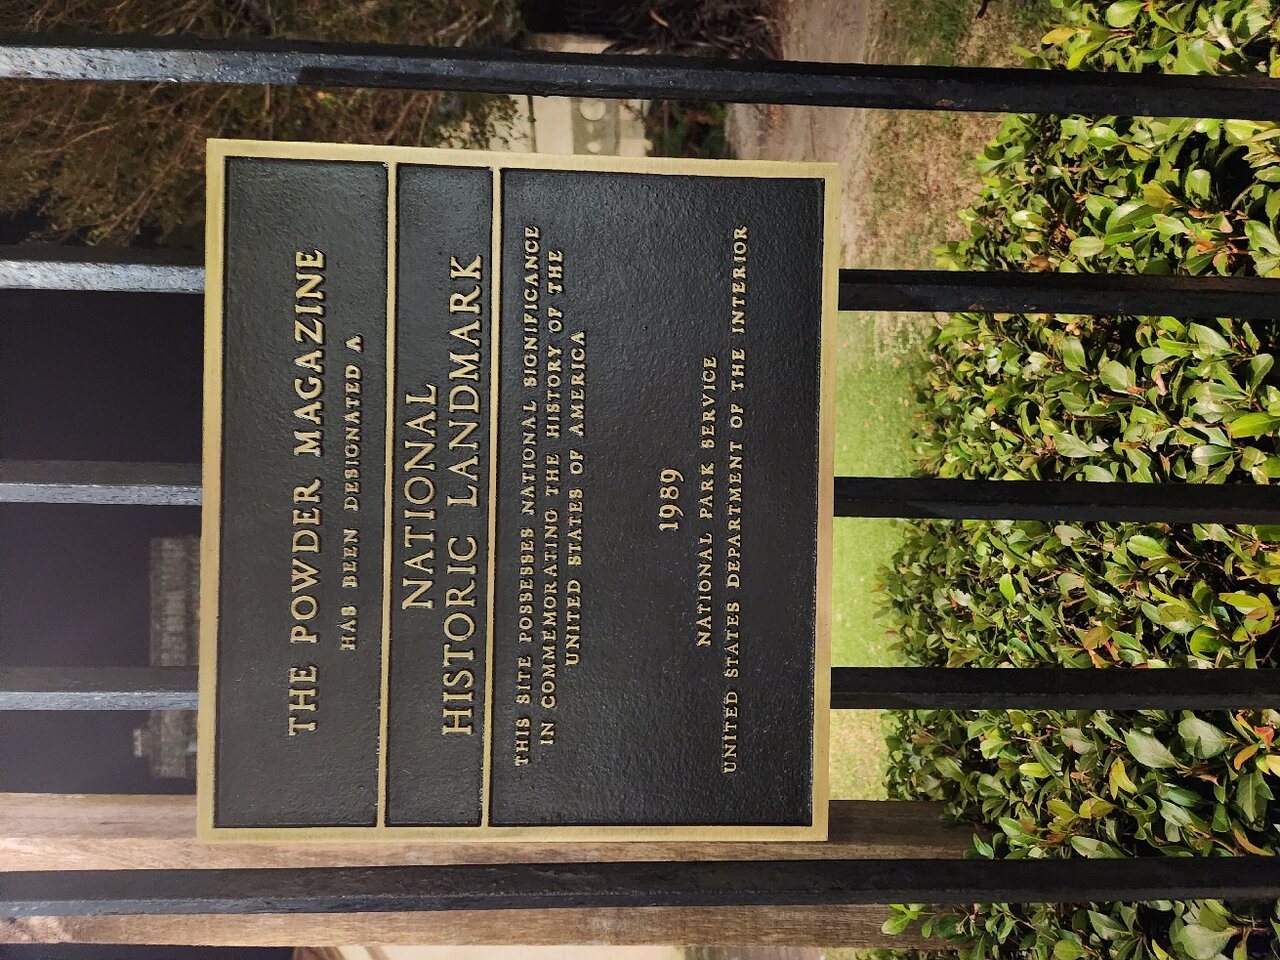 THE POWDER MAGAZINE
HAS BEEN DESIGNATED A
NATIONAL
HISTORIC LANDMARK
THIS SITE POSSESSES NATIONAL SIGNIFICANCE
IN COMMEMORATING THE HISTORY OF THE
UNITED STATES OF AMERICA
1989
NATIONAL PARK SERVICE
UNITED STATES DEPARTMENT OF THE INTERIOR